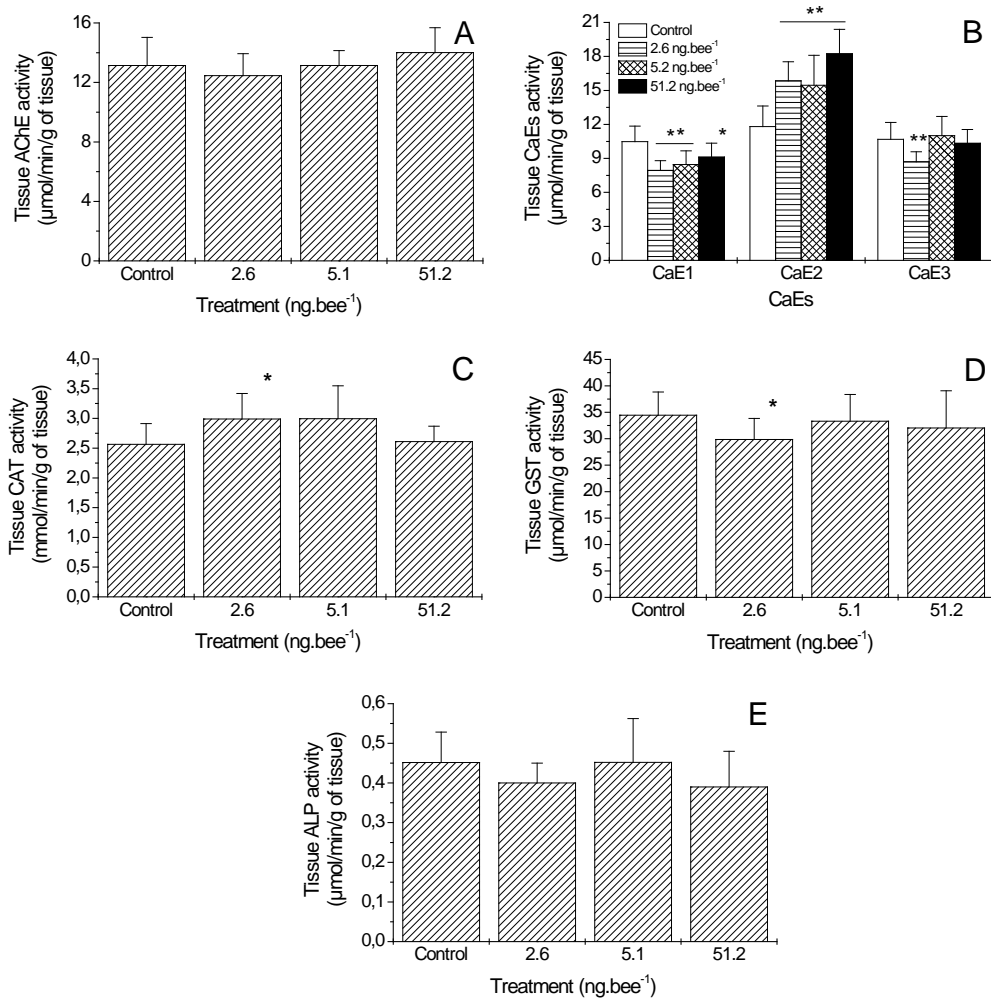 A
Tissue AChE activity
(µmol/min/g of tissue)
16
12
8
4
0
Control 2.6 5.1 51.2
Treatment (ng.bee⁻¹)
B
Tissue CaEs activity
(µmol/min/g of tissue)
21
18
15
12
9
6
3
0
Control
2.6 ng.bee⁻¹
5.2 ng.bee⁻¹
51.2 ng.bee⁻¹
**
** *
**
CaE1 CaE2 CaE3
CaEs
C
Tissue CAT activity
(mmol/min/g of tissue)
4,0
3,5
3,0
2,5
2,0
1,5
1,0
0,5
0,0
*
Control 2.6 5.1 51.2
Treatment (ng.bee⁻¹)
D
Tissue GST activity
(µmol/min/g of tissue)
45
40
35
30
25
20
15
10
5
0
*
Control 2.6 5.1 51.2
Treatment (ng.bee⁻¹)
E
Tissue ALP activity
(µmol/min/g of tissue)
0,6
0,5
0,4
0,3
0,2
0,1
0,0
Control 2.6 5.1 51.2
Treatment (ng.bee⁻¹)